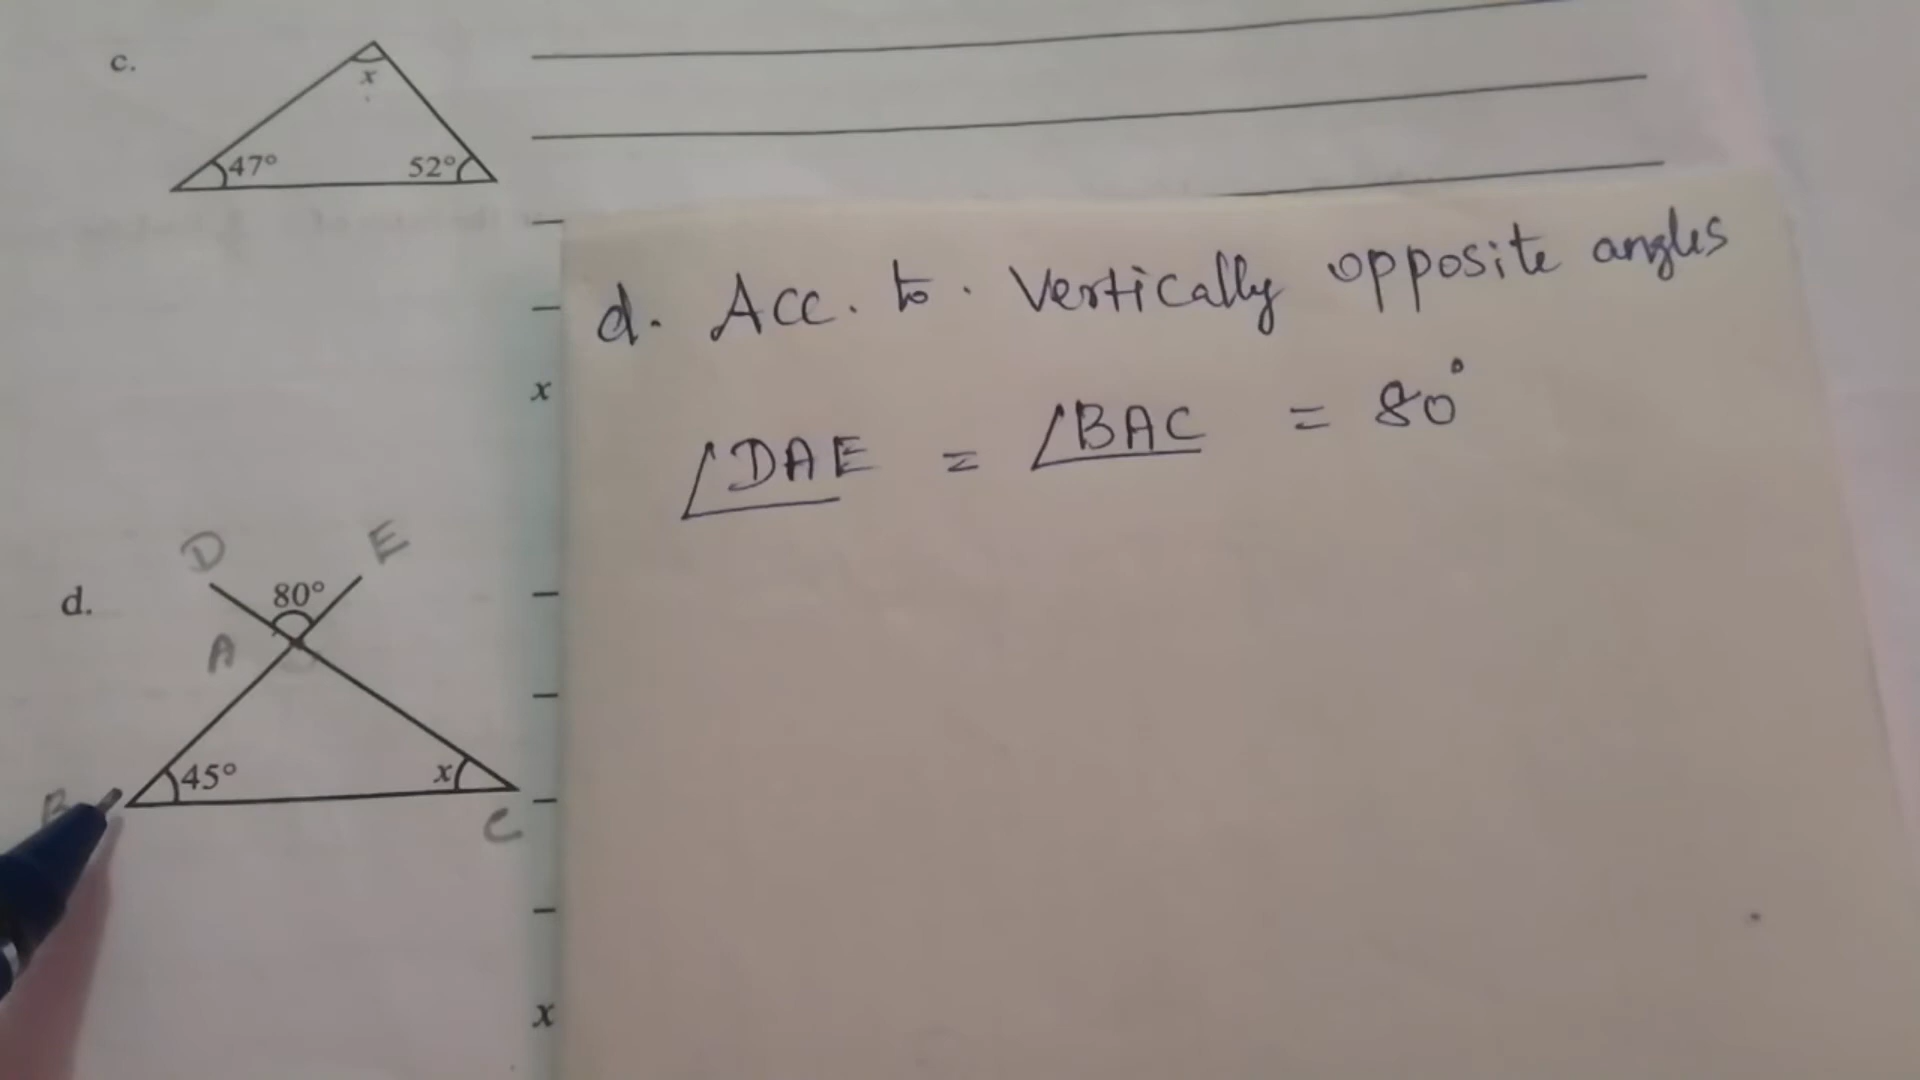 c.
x
47°
52°
d. Acc. to. Vertically opposite angles
x
∠DAE = ∠BAC = 80°
D
E
d.
80°
A
45°
x
B
C
x